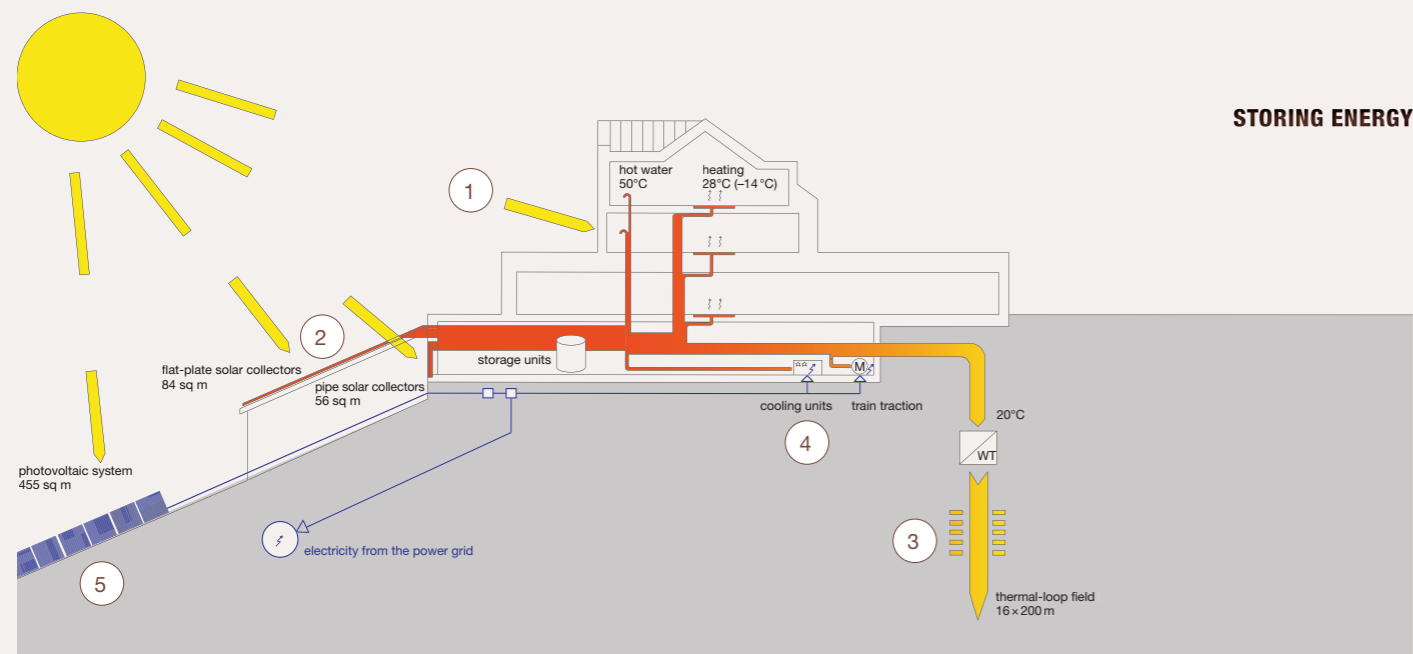 STORING ENERGY
1
hot water
50°C
heating
28°C (–14 °C)
2
flat-plate solar collectors
84 sq m
pipe solar collectors
56 sq m
storage units
M
cooling units
train traction
4
20°C
WT
photovoltaic system
455 sq m
5
electricity from the power grid
3
thermal-loop field
16 × 200 m